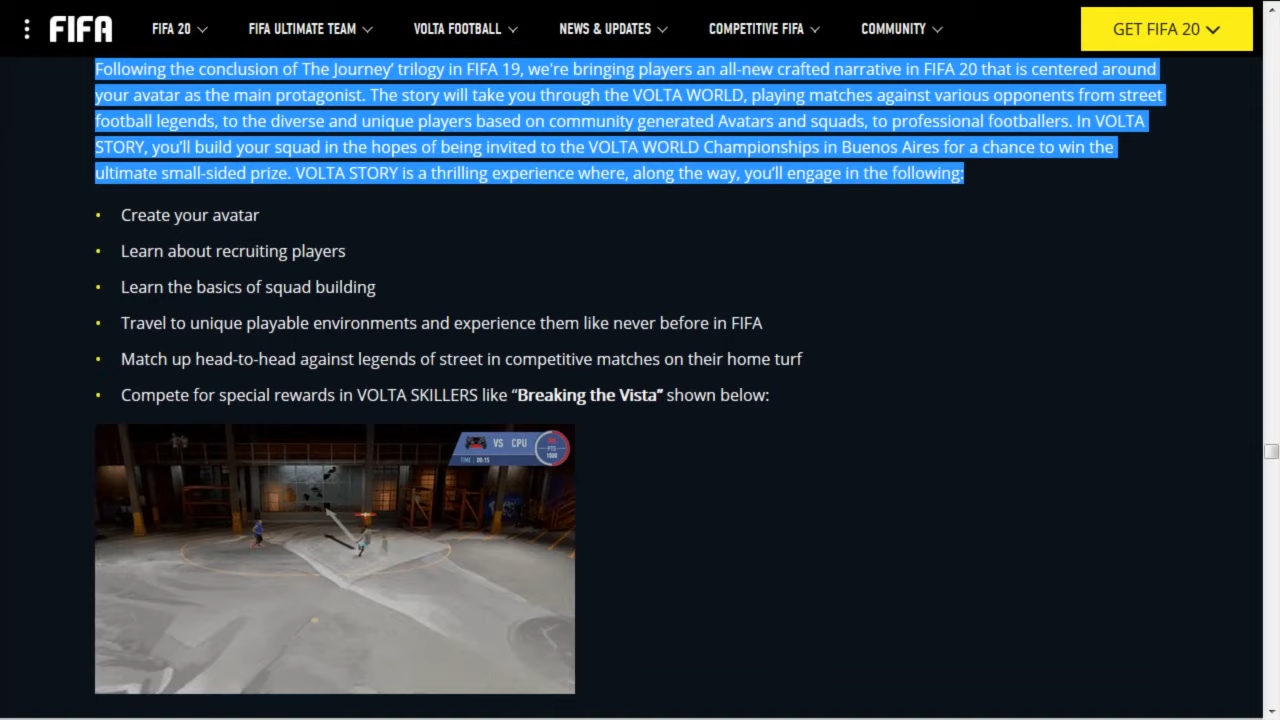 FIFA
FIFA 20
FIFA ULTIMATE TEAM
VOLTA FOOTBALL
NEWS & UPDATES
COMPETITIVE FIFA
COMMUNITY
GET FIFA 20
Following the conclusion of The Journey’ trilogy in FIFA 19, we're bringing players an all-new crafted narrative in FIFA 20 that is centered around
your avatar as the main protagonist. The story will take you through the VOLTA WORLD, playing matches against various opponents from street
football legends, to the diverse and unique players based on community generated Avatars and squads, to professional footballers. In VOLTA
STORY, you’ll build your squad in the hopes of being invited to the VOLTA WORLD Championships in Buenos Aires for a chance to win the
ultimate small-sided prize. VOLTA STORY is a thrilling experience where, along the way, you’ll engage in the following:
• Create your avatar
• Learn about recruiting players
• Learn the basics of squad building
• Travel to unique playable environments and experience them like never before in FIFA
• Match up head-to-head against legends of street in competitive matches on their home turf
• Compete for special rewards in VOLTA SKILLERS like “Breaking the Vista” shown below:
VS CPU
PTS
1000
TIME | 00:15